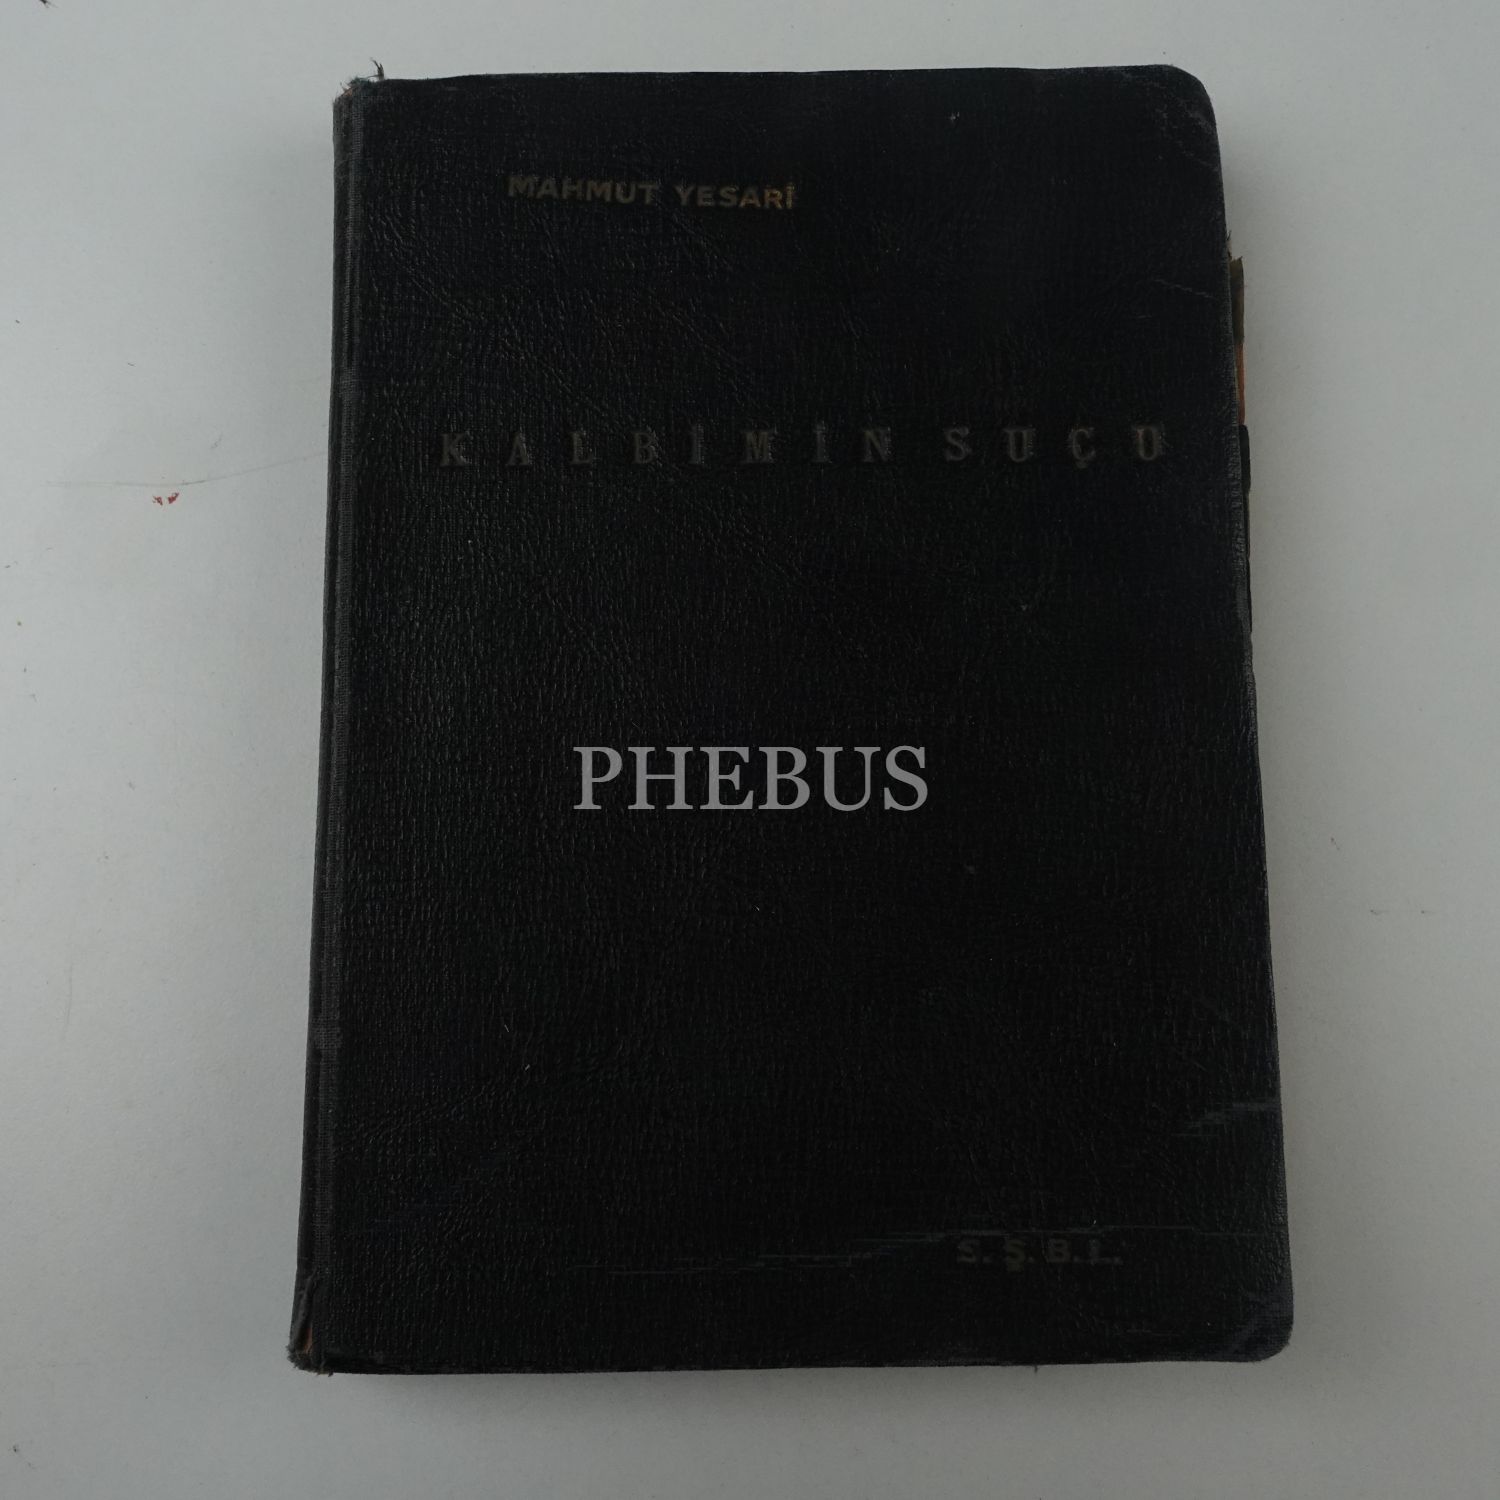 MAHMUT YESARİ
KALBİMİN SUÇU
PHEBUS
S. Ş. B. L.